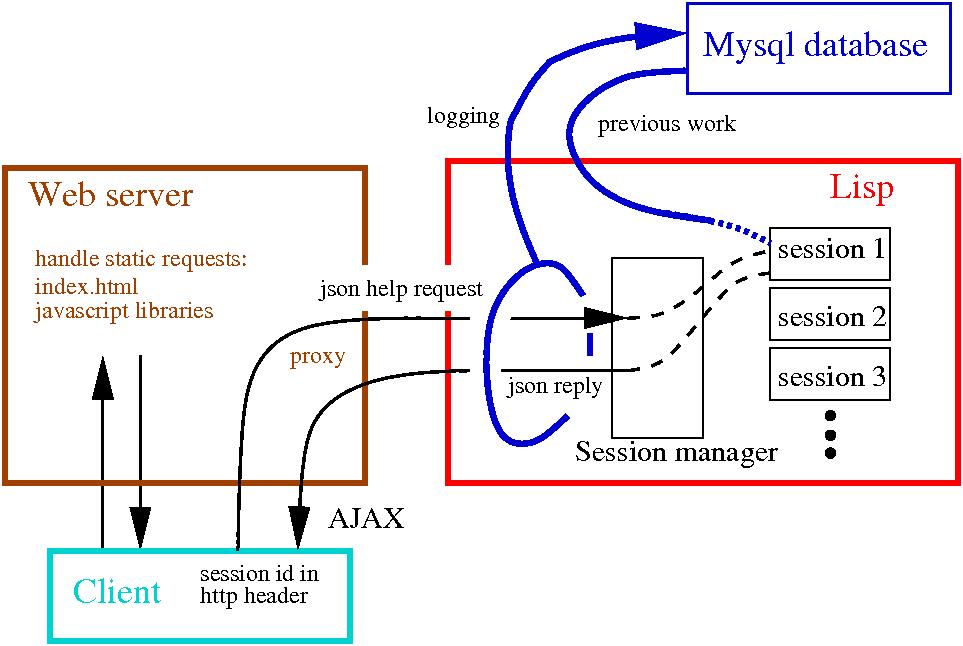 Mysql database
logging
previous work
Web server
Lisp
handle static requests:
index.html
javascript libraries
session 1
json help request
session 2
proxy
session 3
json reply
Session manager
AJAX
Client
session id in
http header